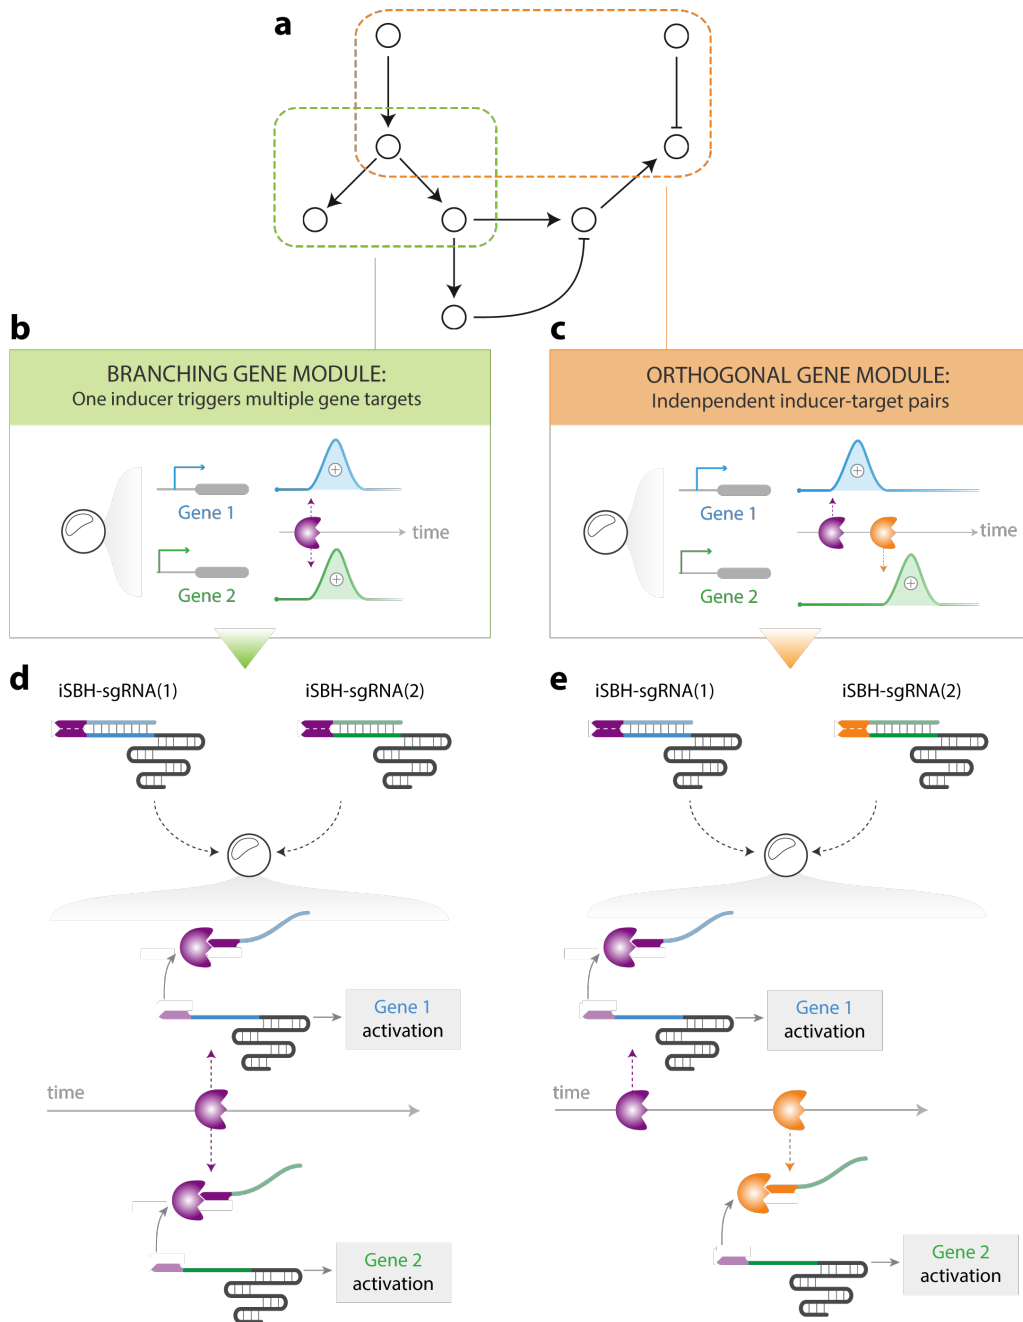 a
b
c
BRANCHING GENE MODULE:
One inducer triggers multiple gene targets
ORTHOGONAL GENE MODULE:
Indenpendent inducer-target pairs
Gene 1
time
Gene 2
Gene 1
time
Gene 2
d
iSBH-sgRNA(1)
iSBH-sgRNA(2)
e
iSBH-sgRNA(1)
iSBH-sgRNA(2)
Gene 1
activation
time
Gene 2
activation
Gene 1
activation
time
Gene 2
activation